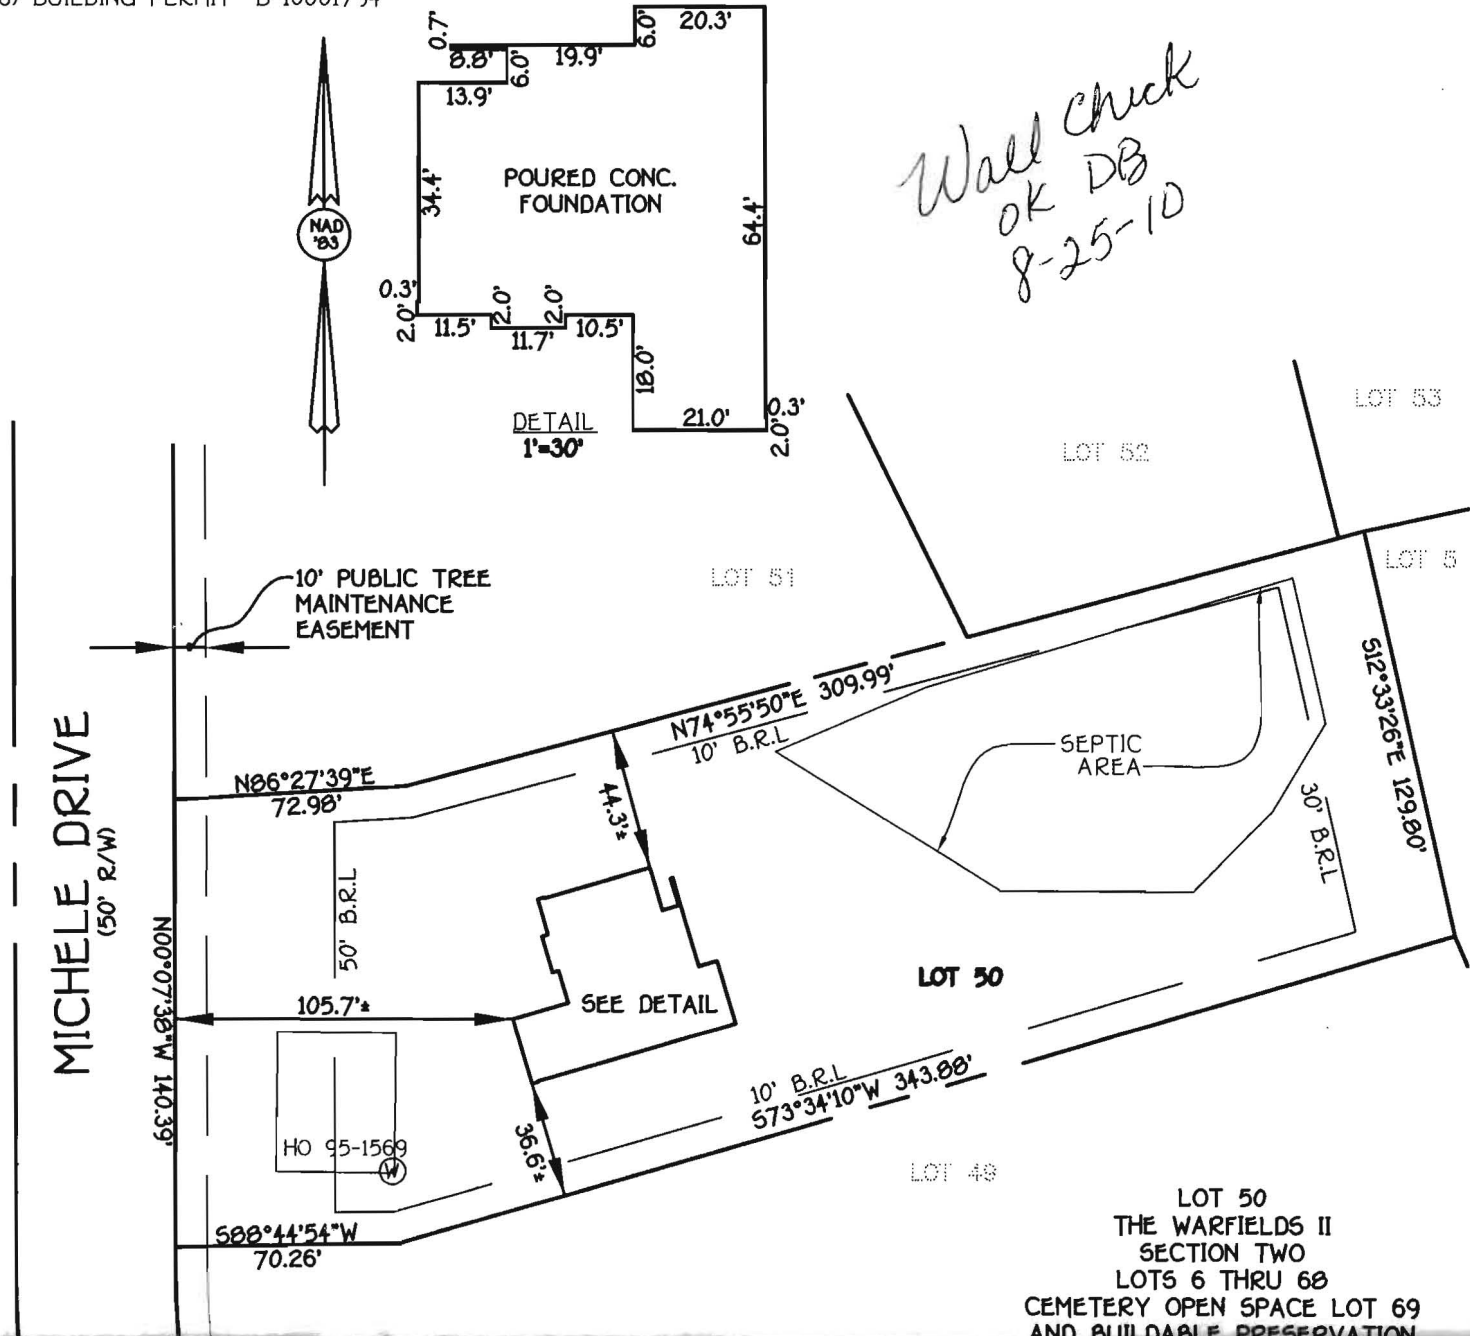 BUILDING PERMIT
20.3'
6.0'
0.7'
8.8'
19.9'
6.0'
13.9'
34.4'
POURED CONC.
FOUNDATION
64.4'
NAD
'83
0.3'
2.0'
11.5'
2.0'
11.7'
2.0'
10.5'
18.0'
21.0'
0.3'
2.0'
DETAIL
1"=30'
Wall Check
OK DB
8-25-10
LOT 53
LOT 52
LOT 5
LOT 51
10' PUBLIC TREE
MAINTENANCE
EASEMENT
N74°55'50"E 309.99'
10' B.R.L
SEPTIC
AREA
S12°33'26"E 129.80'
30' B.R.L
N86°27'39"E
72.98'
44.3'±
MICHELE DRIVE
(50' R/W)
50' B.R.L
N00°07'38"W 140.39'
105.7'±
SEE DETAIL
LOT 50
10' B.R.L
S73°34'10"W 343.88'
36.6'±
HO 95-1569
W
LOT 49
S88°44'54"W
70.26'
LOT 50
THE WARFIELDS II
SECTION TWO
LOTS 6 THRU 68
CEMETERY OPEN SPACE LOT 69
AND BUILDABLE PRESERVATION